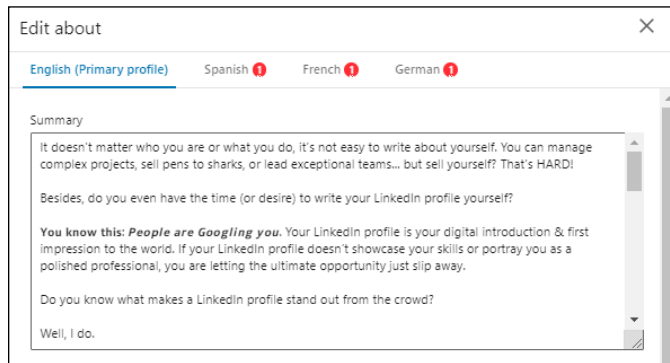 Edit about
English (Primary profile) Spanish 1 French 1 German 1
Summary
It doesn't matter who you are or what you do, it's not easy to write about yourself. You can manage
complex projects, sell pens to sharks, or lead exceptional teams... but sell yourself? That's HARD!
Besides, do you even have the time (or desire) to write your LinkedIn profile yourself?
You know this: People are Googling you. Your LinkedIn profile is your digital introduction & first
impression to the world. If your LinkedIn profile doesn't showcase your skills or portray you as a
polished professional, you are letting the ultimate opportunity just slip away.
Do you know what makes a LinkedIn profile stand out from the crowd?
Well, I do.